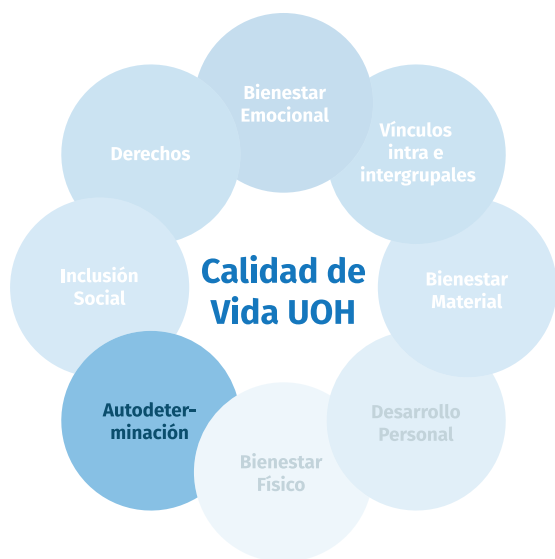 Bienestar
Emocional
Vínculos
intra e
intergrupales
Derechos
Calidad de
Vida UOH
Inclusión
Social
Bienestar
Material
Autodeter-
minación
Desarrollo
Personal
Bienestar
Físico